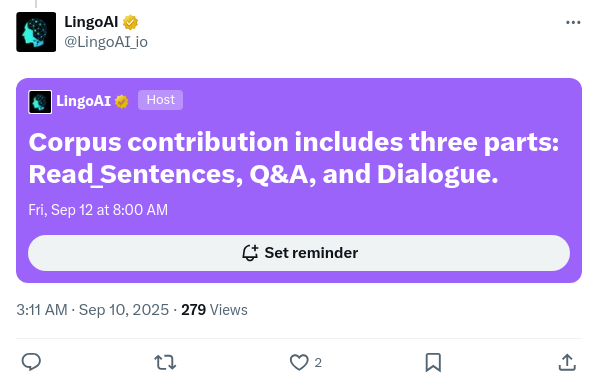 LingoAI
@LingoAI_io
LingoAI Host
Corpus contribution includes three parts:
Read_Sentences, Q&A, and Dialogue.
Fri, Sep 12 at 8:00 AM
Set reminder
3:11 AM · Sep 10, 2025 · 279 Views
2